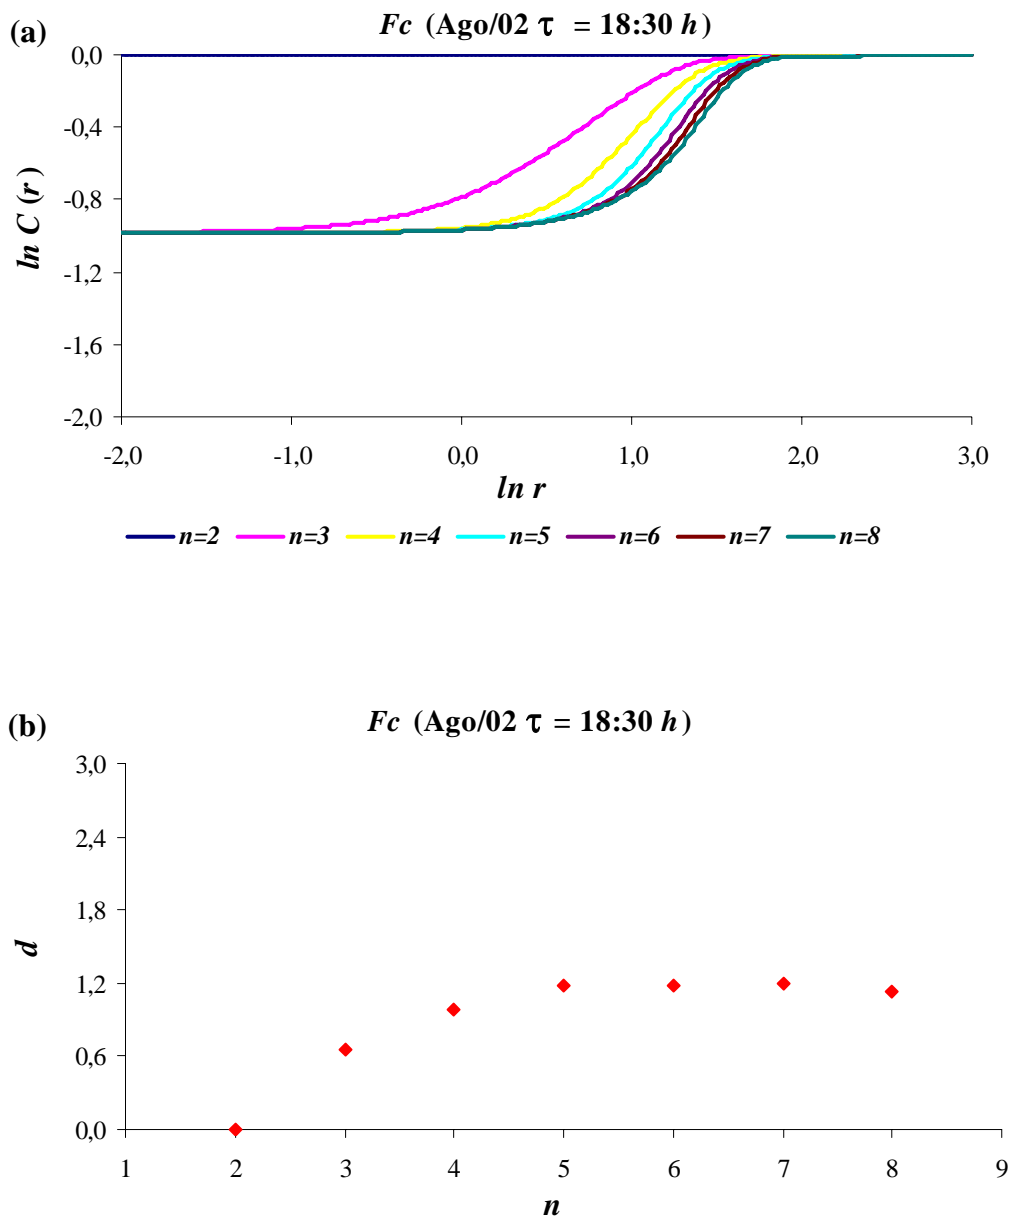 (a)
Fc (Ago/02 τ = 18:30 h)
0,0
-0,4
-0,8
-1,2
-1,6
-2,0
ln C (r)
-2,0 -1,0 0,0 1,0 2,0 3,0
ln r
n=2 n=3 n=4 n=5 n=6 n=7 n=8
(b)
Fc (Ago/02 τ = 18:30 h)
3,0
2,4
1,8
1,2
0,6
0,0
d
1 2 3 4 5 6 7 8 9
n